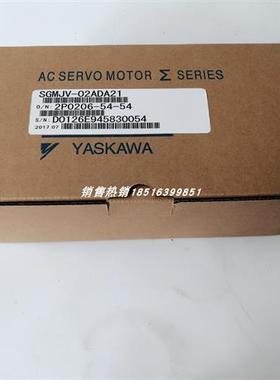 AC SERVO MOTOR Σ SERIES
SGMJV-02ADA21
O/N: 2P0206-54-54
S/N: D0126E945830054
2017.07
YASKAWA
销售热销18516399851